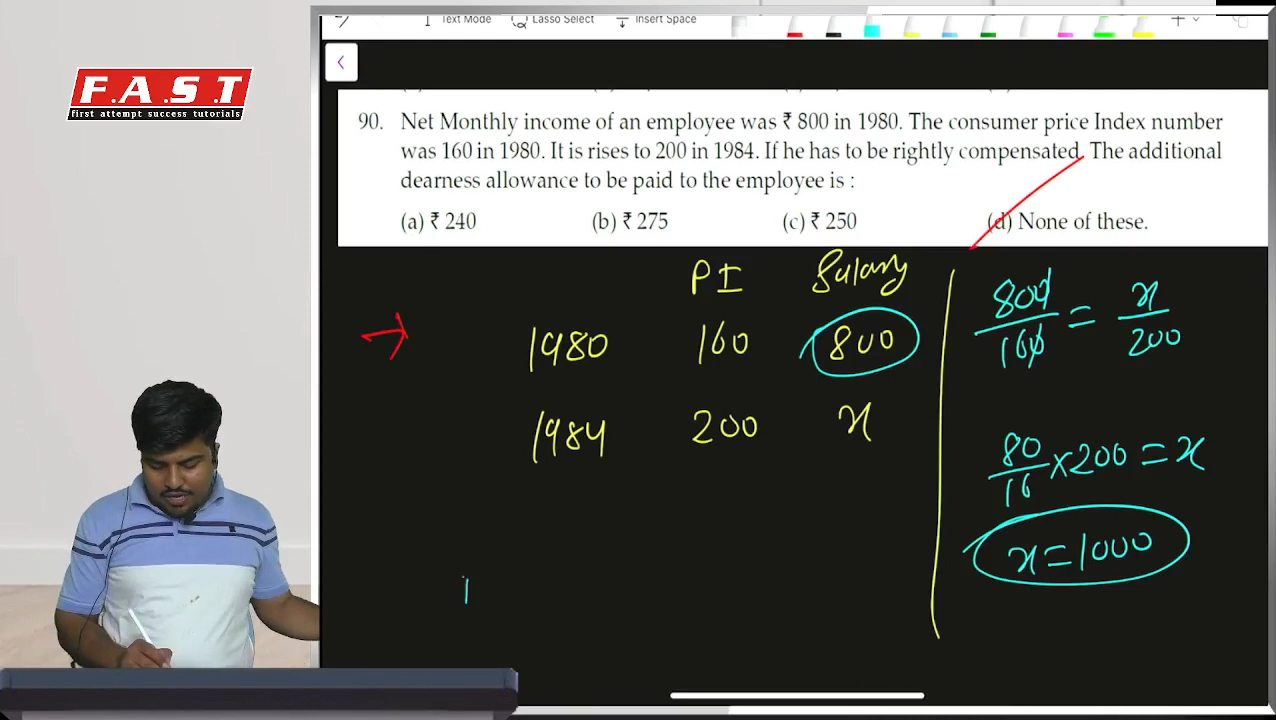 Text Mode
Lasso Select
Insert Space
F.A.S.T
first attempt success tutorials
90. Net Monthly income of an employee was ₹ 800 in 1980. The consumer price Index number
was 160 in 1980. It is rises to 200 in 1984. If he has to be rightly compensated. The additional
dearness allowance to be paid to the employee is :
(a) ₹ 240 (b) ₹ 275 (c) ₹ 250 (d) None of these.
PI Salary
1980 160 800
1984 200 x
800/160 = x/200
80/16 × 200 = x
x = 1000